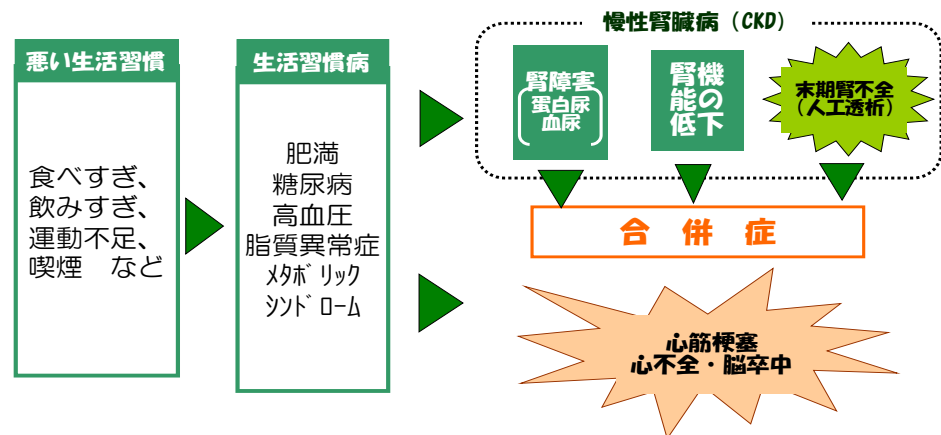 悪い生活習慣
食べすぎ、
飲みすぎ、
運動不足、
喫煙　など
生活習慣病
肥満
糖尿病
高血圧
脂質異常症
ﾒﾀﾎﾞﾘｯｸ
ｼﾝﾄﾞﾛｰﾑ
慢性腎臓病（CKD）
腎障害
蛋白尿
血尿
腎機
能の
低下
末期腎不全
（人工透析）
合　併　症
心筋梗塞
心不全・脳卒中